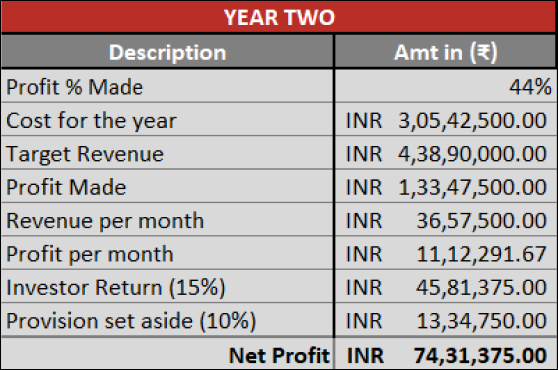 YEAR TWO
Description Amt in (₹)
Profit % Made 44%
Cost for the year INR 3,05,42,500.00
Target Revenue INR 4,38,90,000.00
Profit Made INR 1,33,47,500.00
Revenue per month INR 36,57,500.00
Profit per month INR 11,12,291.67
Investor Return (15%) INR 45,81,375.00
Provision set aside (10%) INR 13,34,750.00
Net Profit INR 74,31,375.00